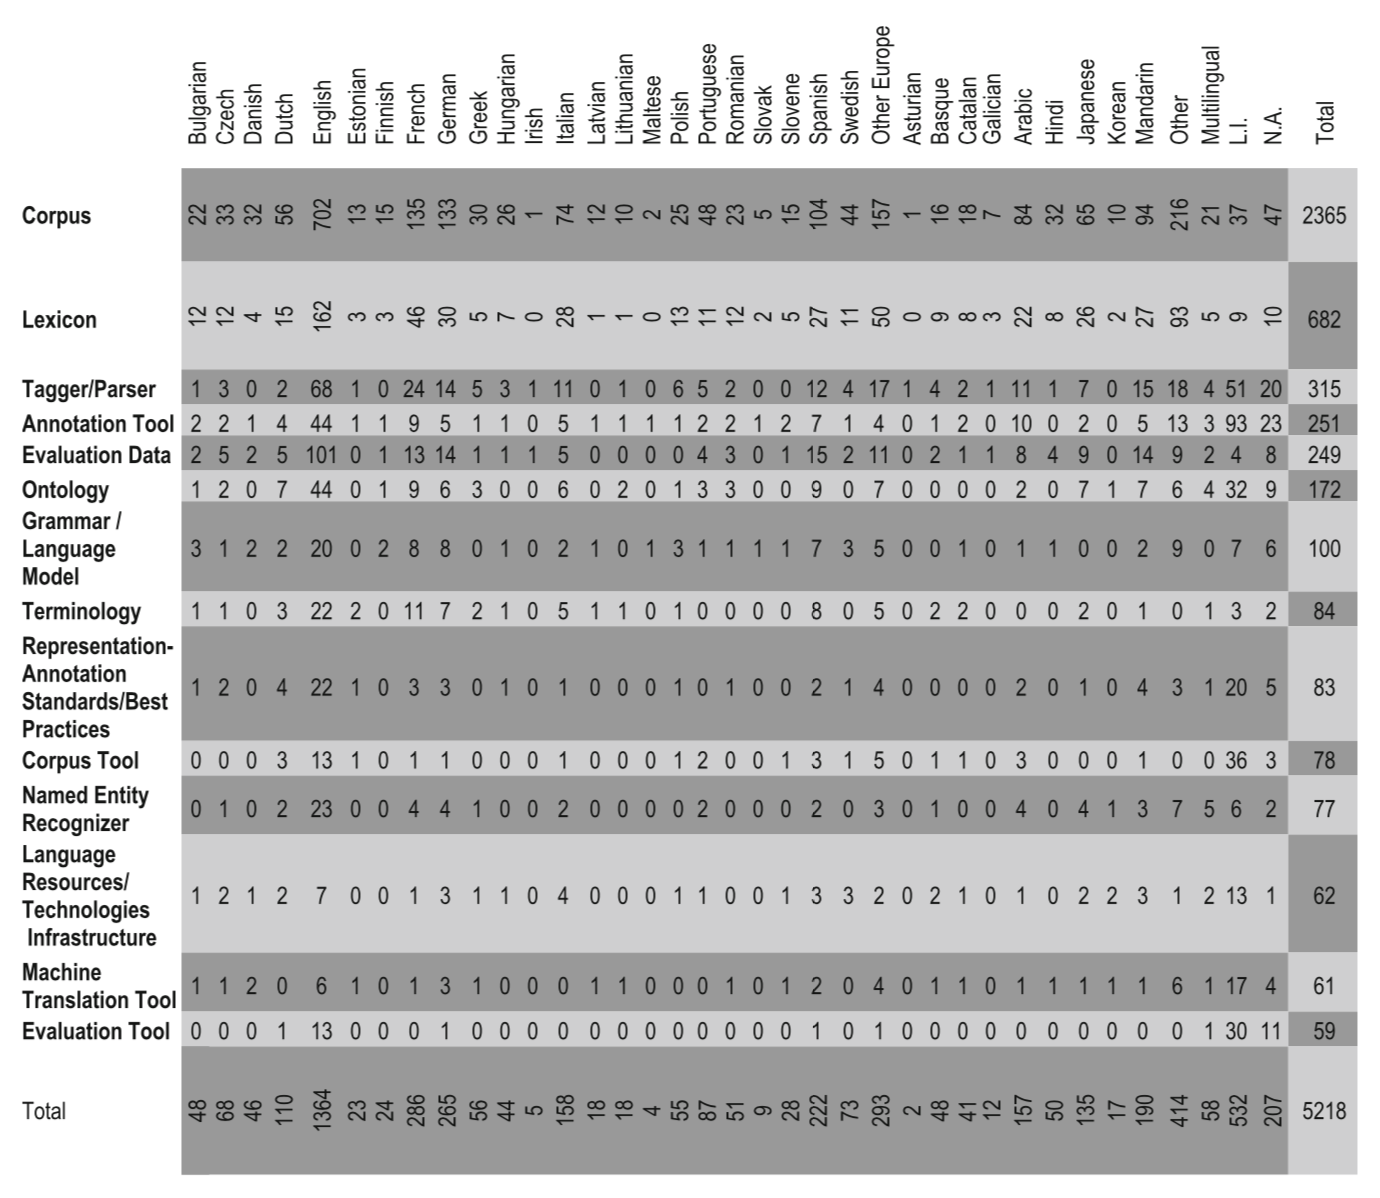 Bulgarian Czech Danish Dutch English Estonian Finnish French German Greek Hungarian Irish Italian Latvian Lithuanian Maltese Polish Portuguese Romanian Slovak Slovene Spanish Swedish Other Europe Asturian Basque Catalan Galician Arabic Hindi Japanese Korean Mandarin Other Multilingual L.I. N.A. Total
Corpus 22 33 32 56 702 13 15 135 133 30 26 1 74 12 10 2 25 48 23 5 15 104 44 157 1 16 18 7 84 32 65 10 94 216 21 37 47 2365
Lexicon 12 12 4 15 162 3 3 46 30 5 7 0 28 1 1 0 13 11 12 2 5 27 11 50 0 9 8 3 22 8 26 2 27 93 5 9 10 682
Tagger/Parser 1 3 0 2 68 1 0 24 14 5 3 1 11 0 1 0 6 5 2 0 0 12 4 17 1 4 2 1 11 1 7 0 15 18 4 51 20 315
Annotation Tool 2 2 1 4 44 1 1 9 5 1 1 0 5 1 1 1 1 2 2 1 2 7 1 4 0 1 2 0 10 0 2 0 5 13 3 93 23 251
Evaluation Data 2 5 2 5 101 0 1 13 14 1 1 1 5 0 0 0 0 4 3 0 1 15 2 11 0 2 1 1 8 4 9 0 14 9 2 4 8 249
Ontology 1 2 0 7 44 0 1 9 6 3 0 0 6 0 2 0 1 3 3 0 0 9 0 7 0 0 0 0 2 0 7 1 7 6 4 32 9 172
Grammar /
Language
Model
3 1 2 2 20 0 2 8 8 0 1 0 2 1 0 1 3 1 1 1 1 7 3 5 0 0 1 0 1 1 0 0 2 9 0 7 6 100
Terminology 1 1 0 3 22 2 0 11 7 2 1 0 5 1 1 0 1 0 0 0 0 8 0 5 0 2 2 0 0 0 2 0 1 0 1 3 2 84
Representation-
Annotation
Standards/Best
Practices
1 2 0 4 22 1 0 3 3 0 1 0 1 0 0 0 1 0 1 0 0 2 1 4 0 0 0 0 2 0 1 0 4 3 1 20 5 83
Corpus Tool 0 0 0 3 13 1 0 1 1 0 0 0 1 0 0 0 1 2 0 0 1 3 1 5 0 1 1 0 3 0 0 0 1 0 0 36 3 78
Named Entity
Recognizer
0 1 0 2 23 0 0 4 4 1 0 0 2 0 0 0 0 2 0 0 0 2 0 3 0 1 0 0 4 0 4 1 3 7 5 6 2 77
Language
Resources/
Technologies
Infrastructure
1 2 1 2 7 0 0 1 3 1 1 0 4 0 0 0 1 1 0 0 1 3 3 2 0 2 1 0 1 0 2 2 3 1 2 13 1 62
Machine
Translation Tool
1 1 2 0 6 1 0 1 3 1 0 0 0 1 1 0 0 0 1 0 1 2 0 4 0 1 1 0 1 1 1 1 1 6 1 17 4 61
Evaluation Tool 0 0 0 1 13 0 0 0 1 0 0 0 0 0 0 0 0 0 0 0 0 1 0 1 0 0 0 0 0 0 0 0 0 0 1 30 11 59
Total 48 68 46 110 1364 23 24 286 265 56 44 5 158 18 18 4 55 87 51 9 28 222 73 293 2 48 41 12 157 50 135 17 190 414 58 532 207 5218